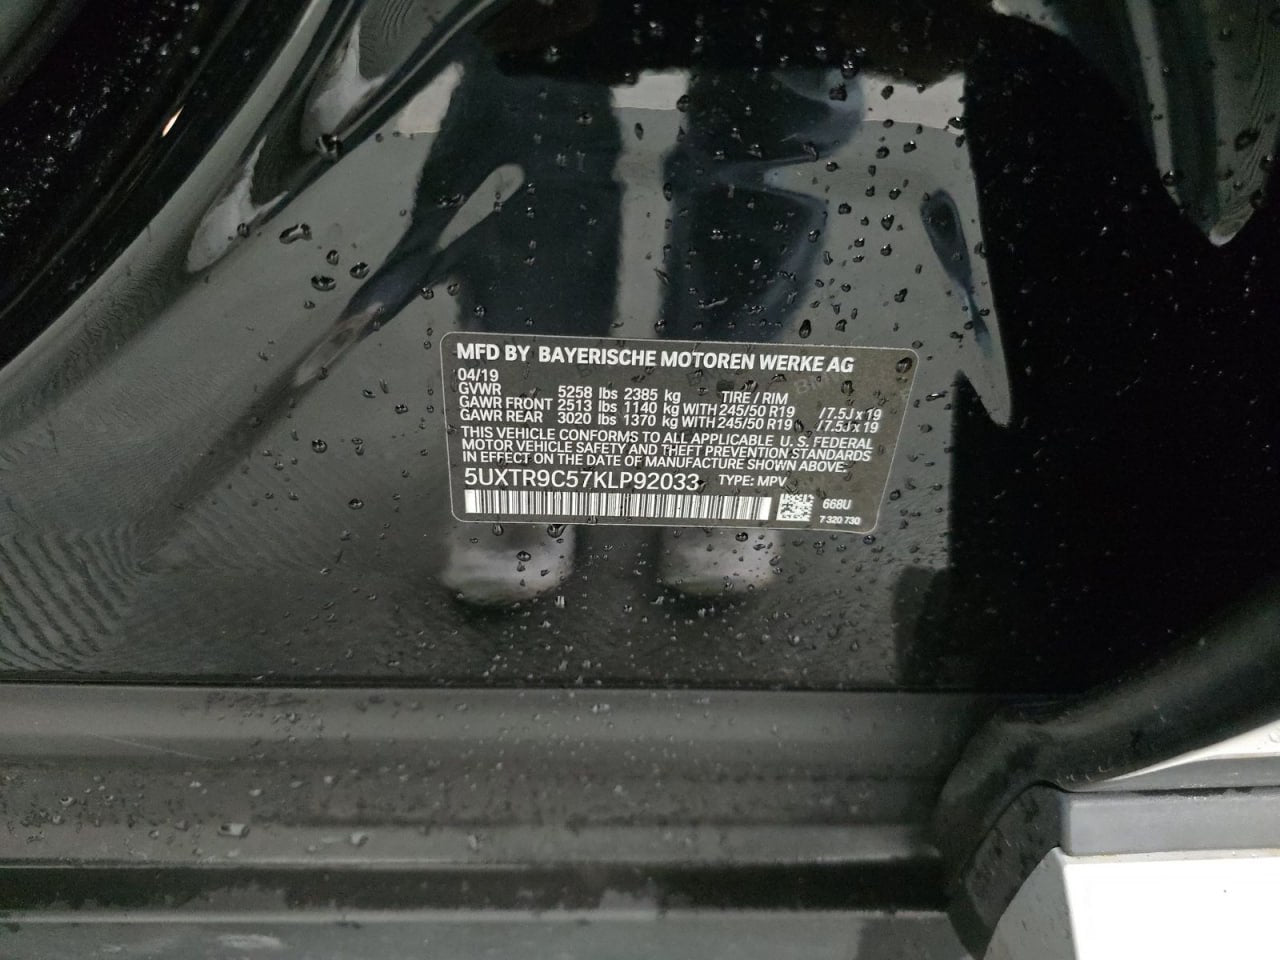 MFD BY BAYERISCHE MOTOREN WERKE AG
04/19
GVWR 5258 lbs 2385 kg TIRE / RIM
GAWR FRONT 2513 lbs 1140 kg WITH 245/50 R19 /7.5J x 19
GAWR REAR 3020 lbs 1370 kg WITH 245/50 R19 /7.5J x 19
THIS VEHICLE CONFORMS TO ALL APPLICABLE U.S. FEDERAL
MOTOR VEHICLE SAFETY AND THEFT PREVENTION STANDARDS
IN EFFECT ON THE DATE OF MANUFACTURE SHOWN ABOVE.
5UXTR9C57KLP92033 TYPE: MPV
668U
7 320 730